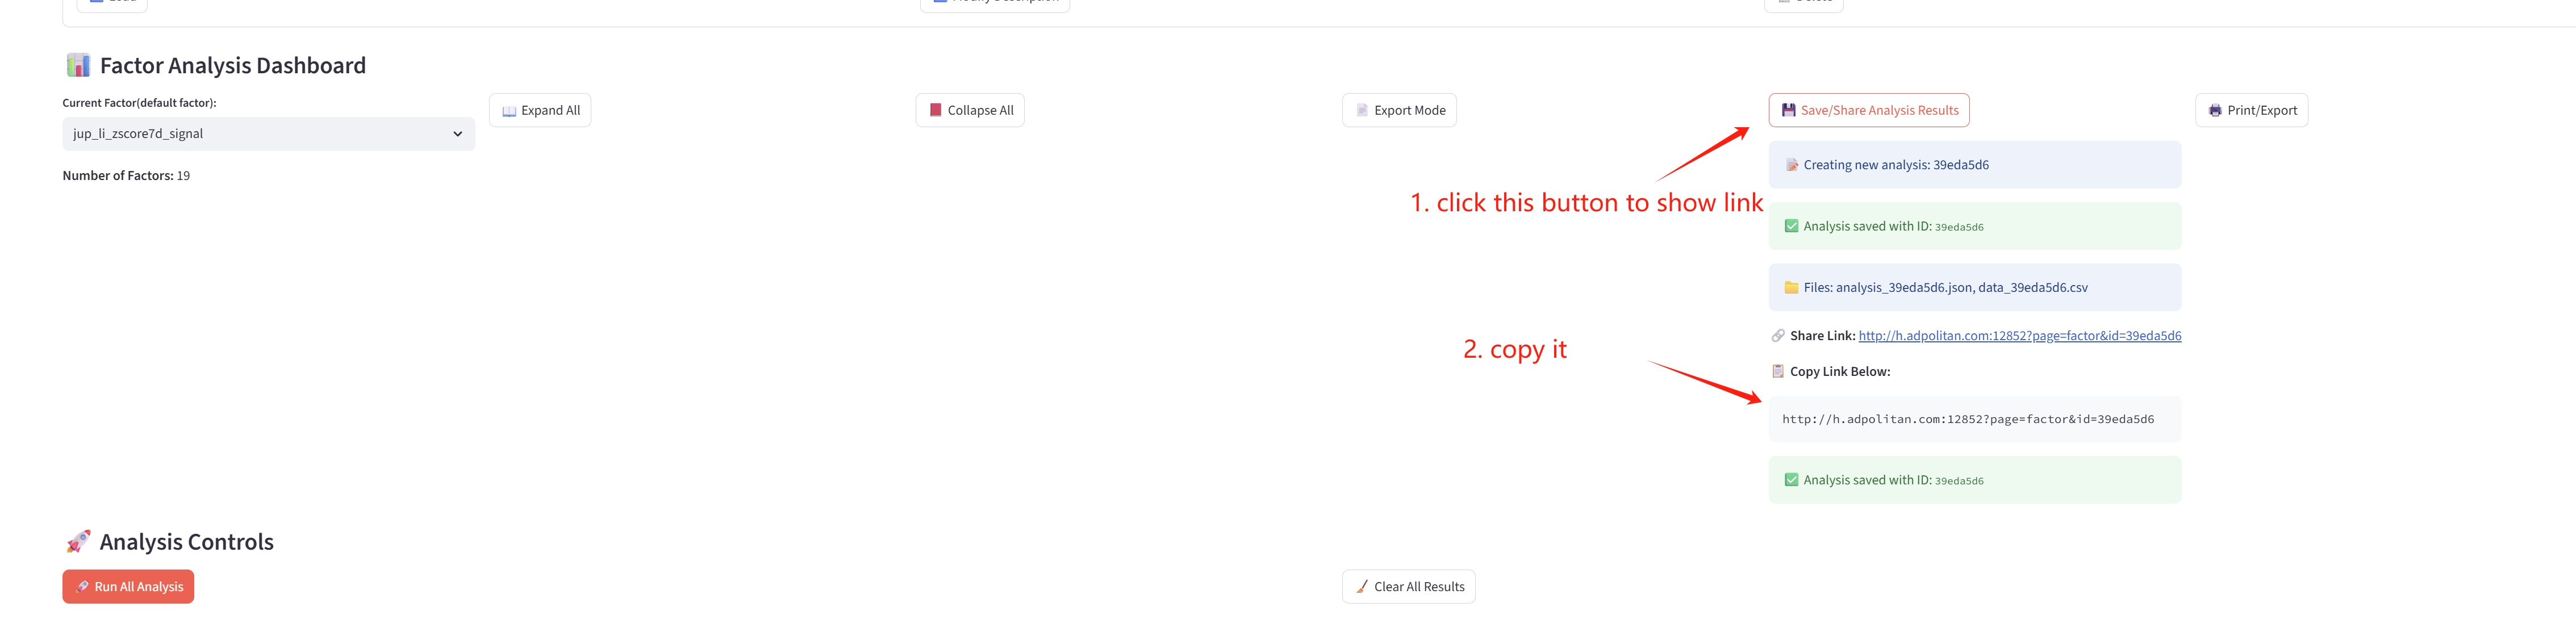 Factor Analysis Dashboard
Current Factor(default factor):
jup_li_zscore7d_signal
Number of Factors: 19
Expand All
Collapse All
Export Mode
Save/Share Analysis Results
Print/Export
Creating new analysis: 39eda5d6
1. click this button to show link
Analysis saved with ID: 39eda5d6
Files: analysis_39eda5d6.json, data_39eda5d6.csv
Share Link: http://h.adpolitan.com:12852?page=factor&id=39eda5d6
2. copy it
Copy Link Below:
http://h.adpolitan.com:12852?page=factor&id=39eda5d6
Analysis saved with ID: 39eda5d6
Analysis Controls
Run All Analysis
Clear All Results